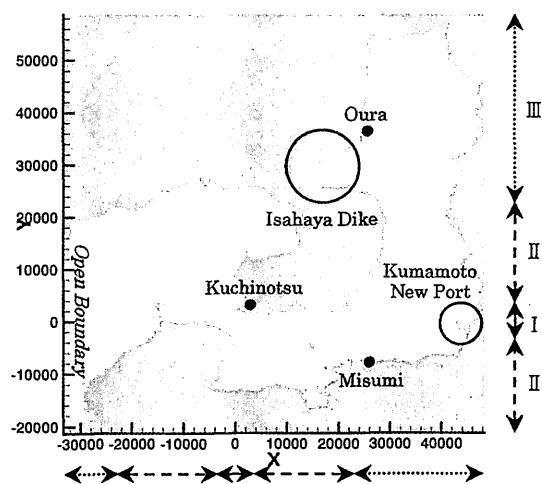 50000
40000
30000
20000
10000
0
-10000
-20000
Y
Open Boundary
Oura
Isahaya Dike
Kuchinotsu
Kumamoto
New Port
Misumi
III
II
I
II
-30000 -20000 -10000 0 10000 20000 30000 40000
X